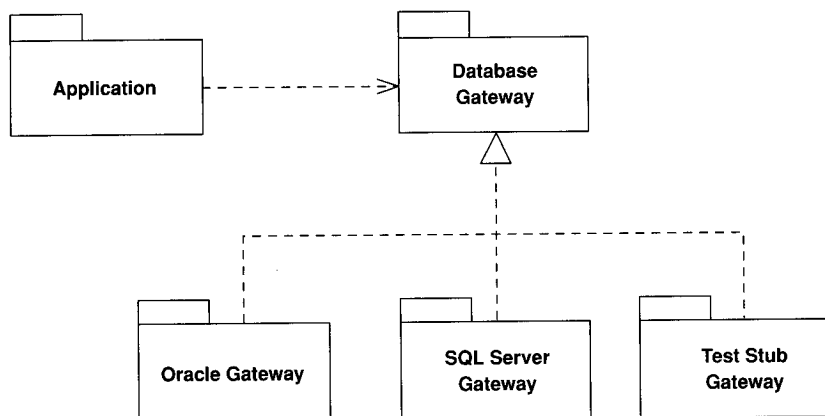 Application
Database
Gateway
Oracle Gateway
SQL Server
Gateway
Test Stub
Gateway